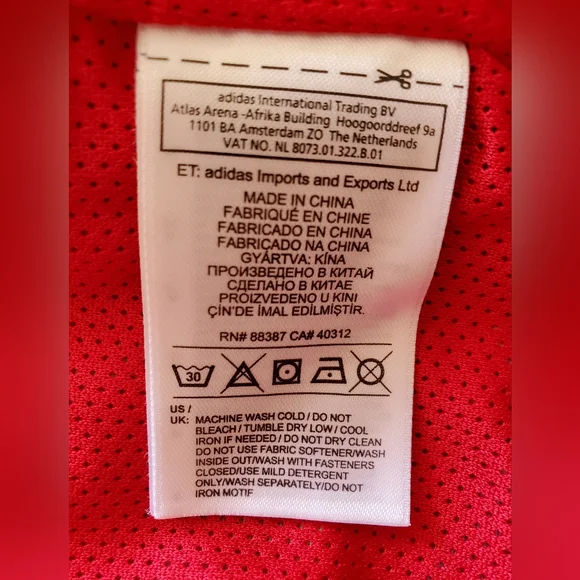 adidas International Trading BV
Atlas Arena -Afrika Building Hoogoorddreef 9a
1101 BA Amsterdam ZO The Netherlands
VAT NO. NL 8073.01.322.B.01
ET: adidas Imports and Exports Ltd
MADE IN CHINA
FABRIQUÉ EN CHINE
FABRICADO EN CHINA
FABRICADO NA CHINA
GYÁRTVA: KÍNA
ПРОИЗВЕДЕНО В КИТАЙ
СДЕЛАНО В КИТАЕ
PROIZVEDENO U KINI
ÇİN'DE IMAL EDİLMİŞTİR.
RN# 88387 CA# 40312
30
US /
UK: MACHINE WASH COLD / DO NOT
BLEACH / TUMBLE DRY LOW / COOL
IRON IF NEEDED / DO NOT DRY CLEAN
DO NOT USE FABRIC SOFTENER/WASH
INSIDE OUT/WASH WITH FASTENERS
CLOSED/USE MILD DETERGENT
ONLY/WASH SEPARATELY/DO NOT
IRON MOTIF